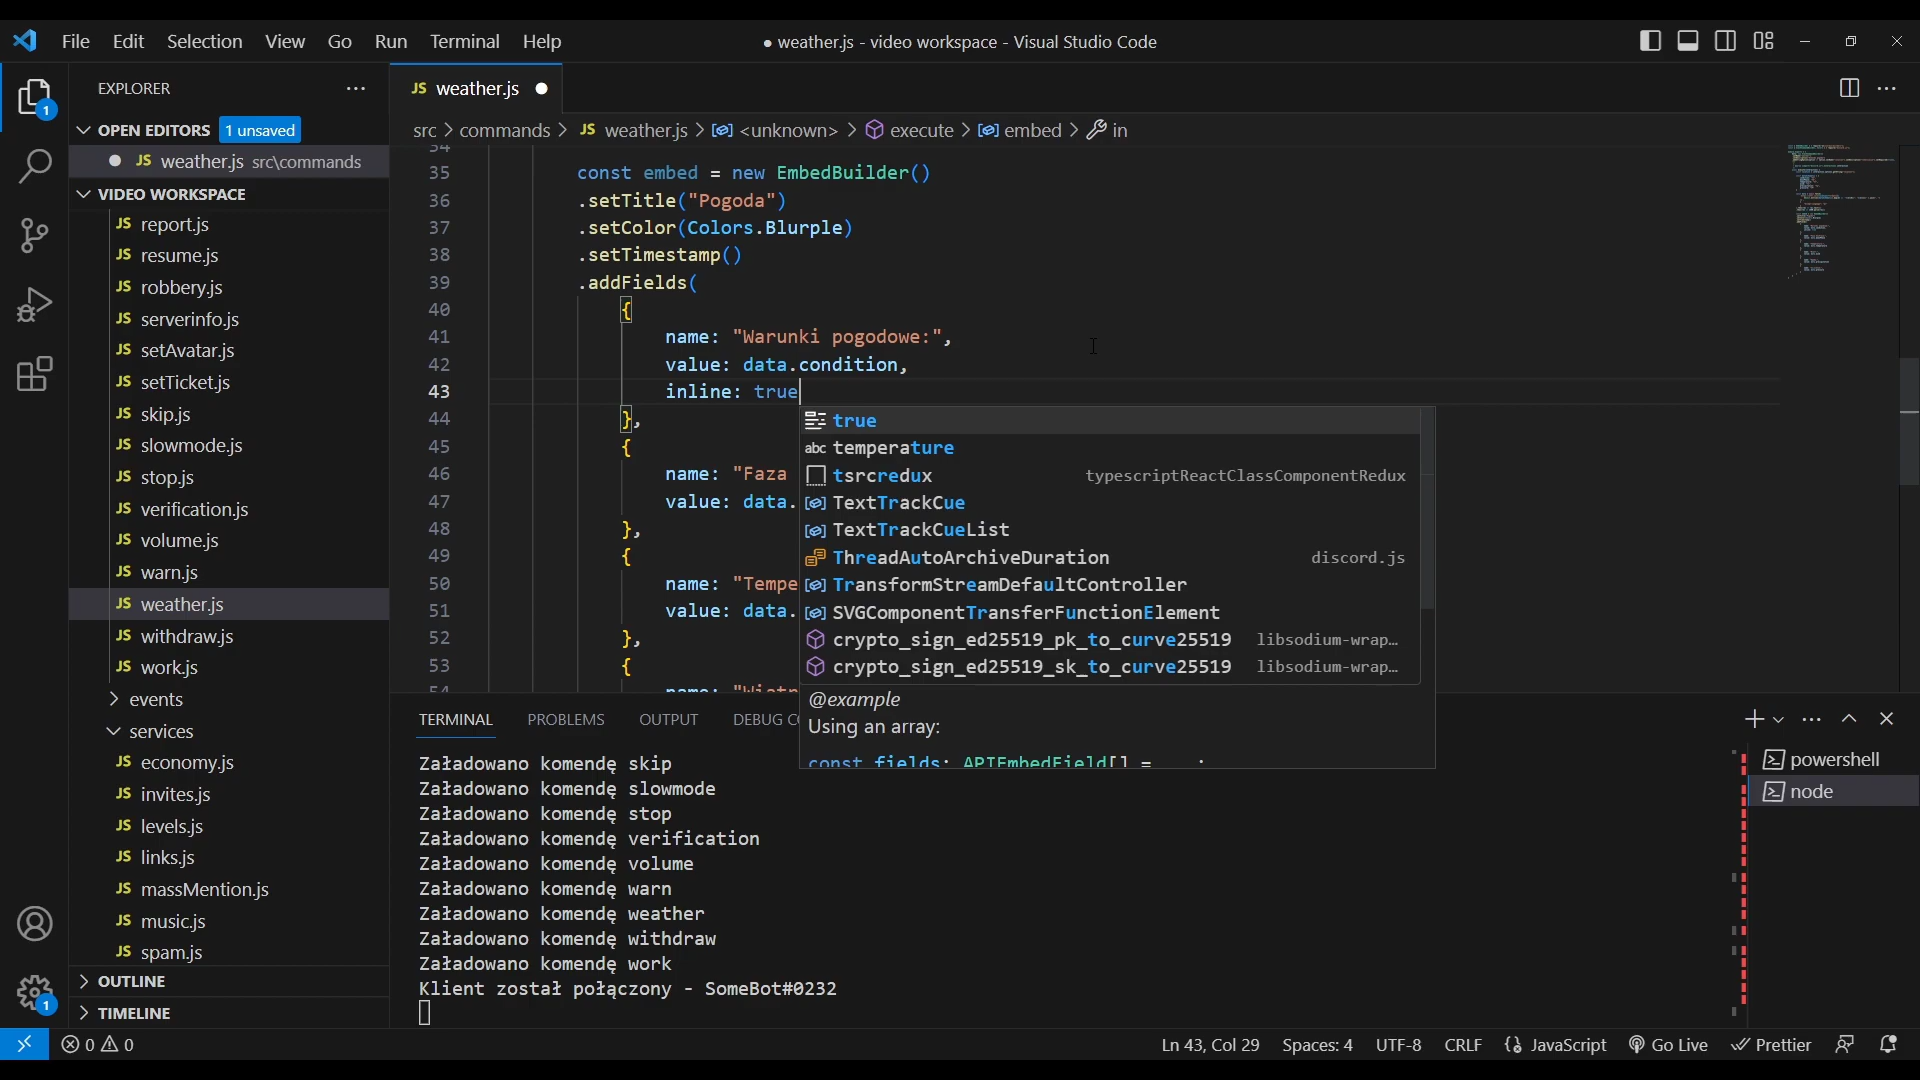 File Edit Selection View Go Run Terminal Help
● weather.js - video workspace - Visual Studio Code
EXPLORER
1
OPEN EDITORS 1 unsaved
JS weather.js src\commands
VIDEO WORKSPACE
JS report.js
JS resume.js
JS robbery.js
JS serverinfo.js
JS setAvatar.js
JS setTicket.js
JS skip.js
JS slowmode.js
JS stop.js
JS verification.js
JS volume.js
JS warn.js
JS weather.js
JS withdraw.js
JS work.js
events
services
JS economy.js
JS invites.js
JS levels.js
JS links.js
JS massMention.js
JS music.js
JS spam.js
OUTLINE
TIMELINE
1
JS weather.js
src > commands > JS weather.js > <unknown> > execute > embed > in
34
35 const embed = new EmbedBuilder()
36 .setTitle("Pogoda")
37 .setColor(Colors.Blurple)
38 .setTimestamp()
39 .addFields(
40 {
41 name: "Warunki pogodowe:",
42 value: data.condition,
43 inline: true
44 },
45 {
46 name: "Faza
47 value: data.
48 },
49 {
50 name: "Tempe
51 value: data.
52 },
53 {
54 name: "Wiatr
true
abc temperature
tsrcredux typescriptReactClassComponentRedux
TextTrackCue
TextTrackCueList
ThreadAutoArchiveDuration discord.js
TransformStreamDefaultController
SVGComponentTransferFunctionElement
crypto_sign_ed25519_pk_to_curve25519 libsodium-wrap…
crypto_sign_ed25519_sk_to_curve25519 libsodium-wrap…
@example
Using an array:
const fields: APIEmbedField[] = ...;
TERMINAL PROBLEMS OUTPUT DEBUG CO
Załadowano komendę skip
Załadowano komendę slowmode
Załadowano komendę stop
Załadowano komendę verification
Załadowano komendę volume
Załadowano komendę warn
Załadowano komendę weather
Załadowano komendę withdraw
Załadowano komendę work
Klient został połączony - SomeBot#0232
powershell
node
0 0
Ln 43, Col 29 Spaces: 4 UTF-8 CRLF JavaScript Go Live Prettier